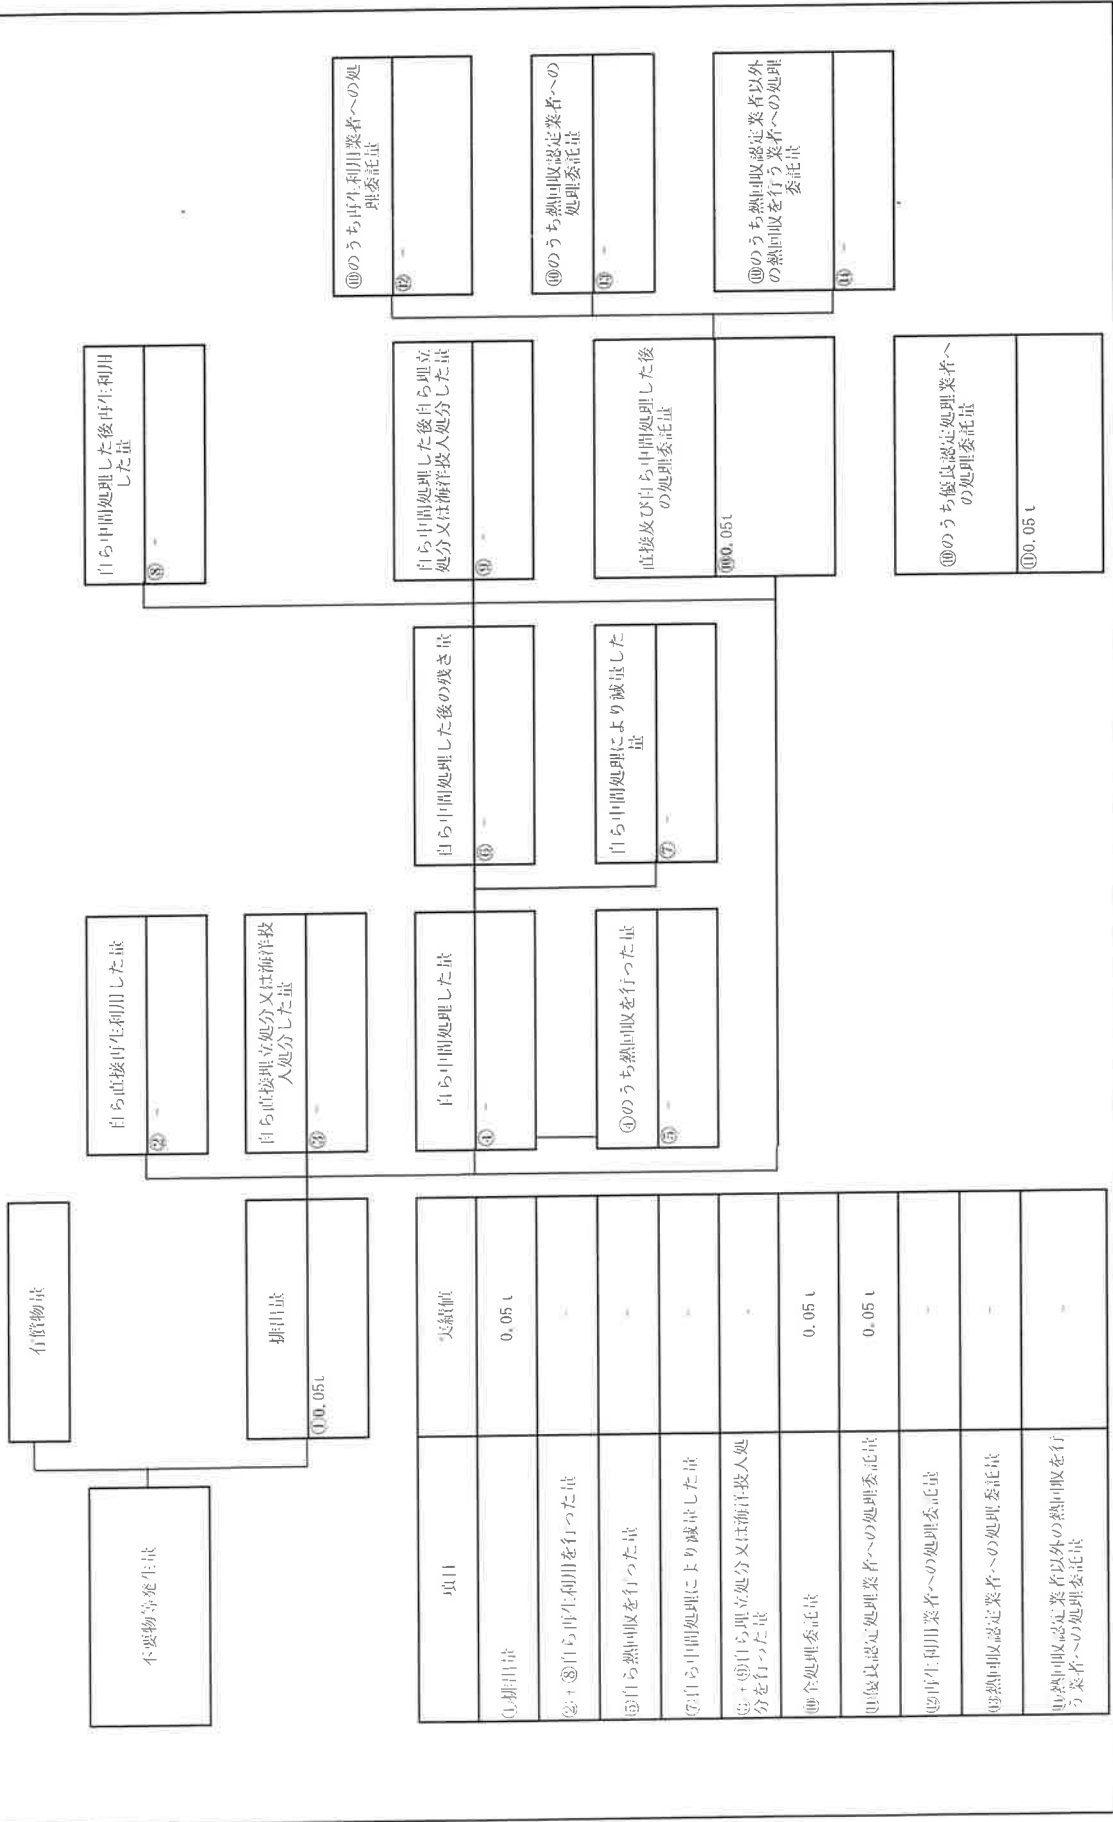 不要物等発生量
有償物量
排出量
①0.05t
自ら直接再生利用した量
② -
自ら直接埋立処分又は海洋投
入処分した量
③ -
自ら中間処理した量
④ -
④のうち熱回収を行った量
⑤ -
自ら中間処理した後の残さ量
⑥ -
自ら中間処理により減量した
量
⑦ -
自ら中間処理した後再生利用
した量
⑧ -
自ら中間処理した後自ら埋立
処分又は海洋投入処分した量
⑨ -
直接及び自ら中間処理した後
の処理委託量
⑩0.05t
⑩のうち優良認定処理業者へ
の処理委託量
⑪0.05t
⑩のうち再生利用業者への処
理委託量
⑫ -
⑩のうち熱回収認定業者への
処理委託量
⑬ -
⑩のうち熱回収認定業者以外
の熱回収を行う業者への処理
委託量
⑭ -
項目
実績値
①排出量
0.05t
②+⑧自ら再生利用を行った量
-
⑤自ら熱回収を行った量
-
⑦自ら中間処理により減量した量
-
③+⑨自ら埋立処分又は海洋投入処
分を行った量
-
⑩全処理委託量
0.05t
⑪優良認定処理業者への処理委託量
0.05t
⑫再生利用業者への処理委託量
-
⑬熱回収認定業者への処理委託量
-
⑭熱回収認定業者以外の熱回収を行
う業者への処理委託量
-